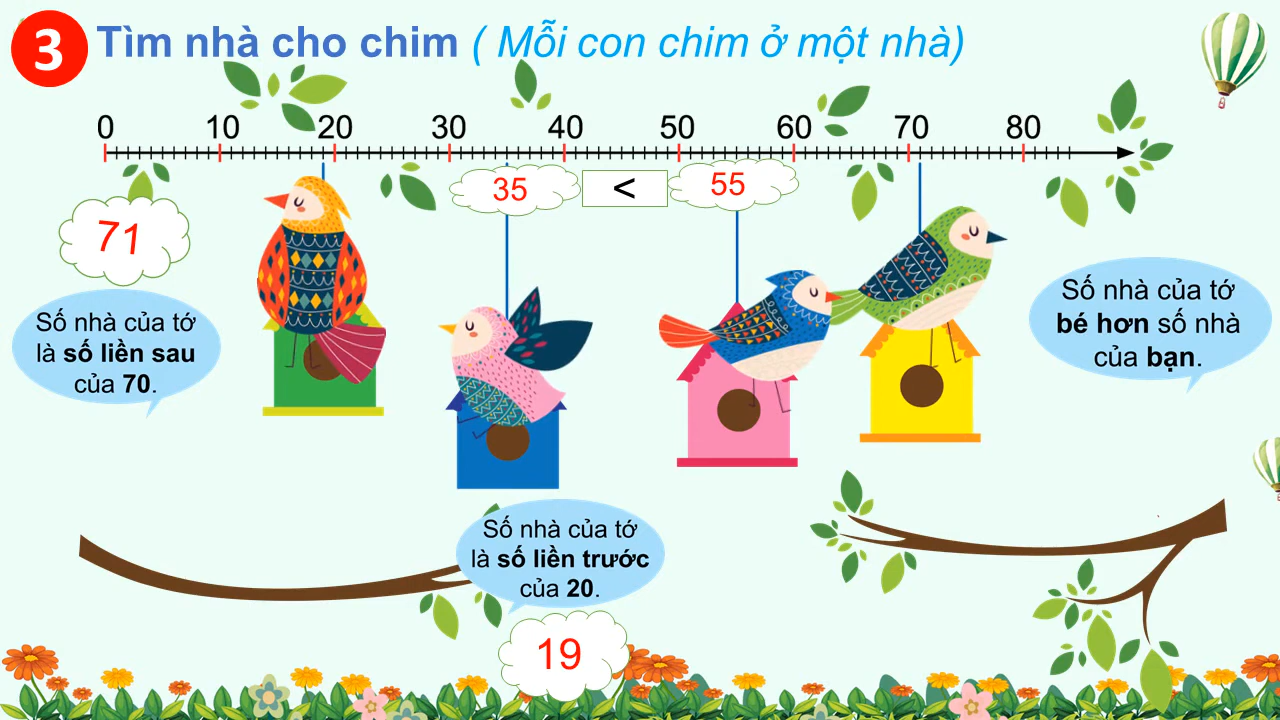 3 Tìm nhà cho chim ( Mỗi con chim ở một nhà)
0 10 20 30 40 50 60 70 80
35 < 55
71
Số nhà của tớ
là số liền sau
của 70.
Số nhà của tớ
bé hơn số nhà
của bạn.
Số nhà của tớ
là số liền trước
của 20.
19